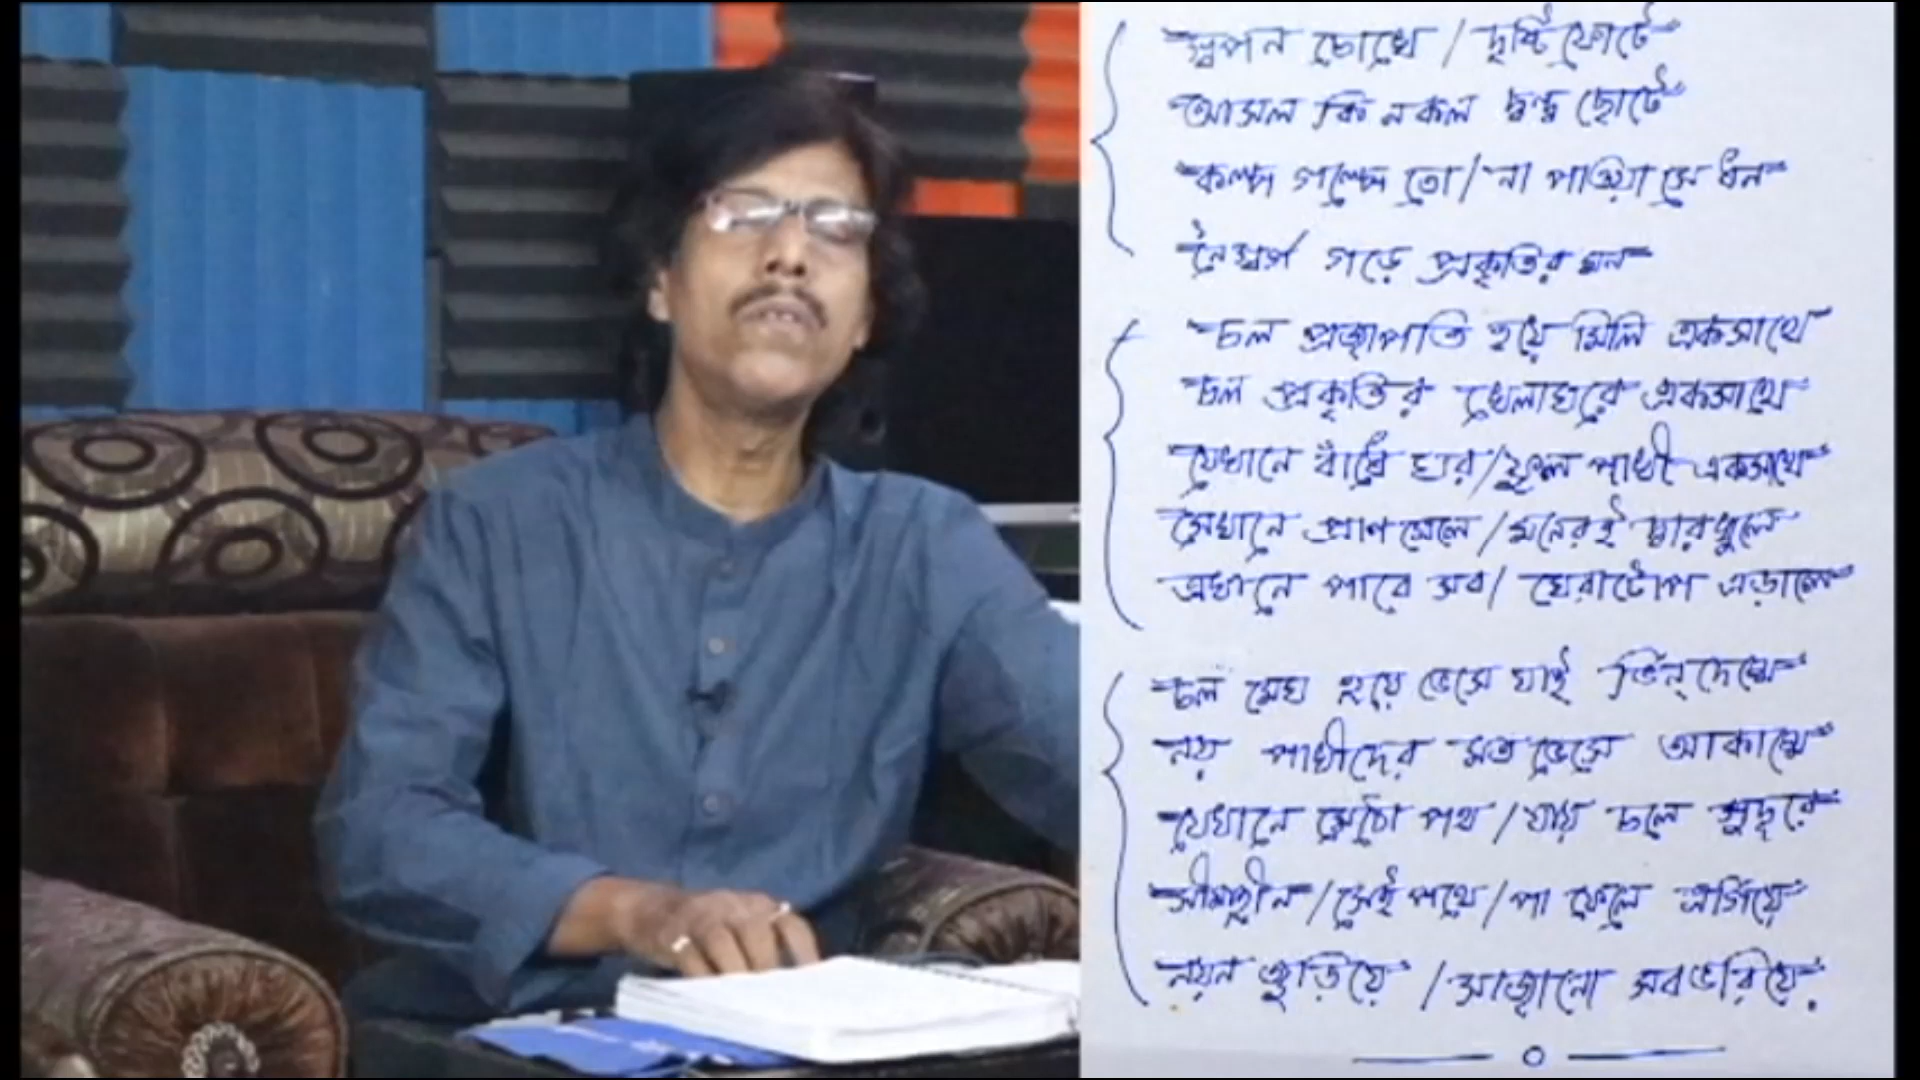 স্বপন চোখে / দৃষ্টি ফোটে
আসল কি নকল দ্বন্দ্ব ছোটে
কল্প গল্পে তো / না পাওয়া সে ধন
নৈস্বর্গ গড়ে প্রকৃতির মন
চল প্রজাপতি হয়ে মিলি একসাথে
চল প্রকৃতির খেলাঘরে একসাথে
যেখানে বাঁধি ঘর / ফুল পাখী একসাথে
সেখানে প্রাণ মেলে / মনেরই দ্বার খুলে
এখানে পাবে সব / ঘেরাটোপ এড়ালে
চল মেঘ হয়ে ভেসে যাই ভিন্ দেশে
নয় পাখীদের মত ভেসে আকাশে
যেখানে মেঠো পথ / যায় চলে সুদূরে
সীমাহীন / সেই পথে / পা ফেলে এগিয়ে
নয়ন জুড়িয়ে / সাজানো সব ভরিয়ে.